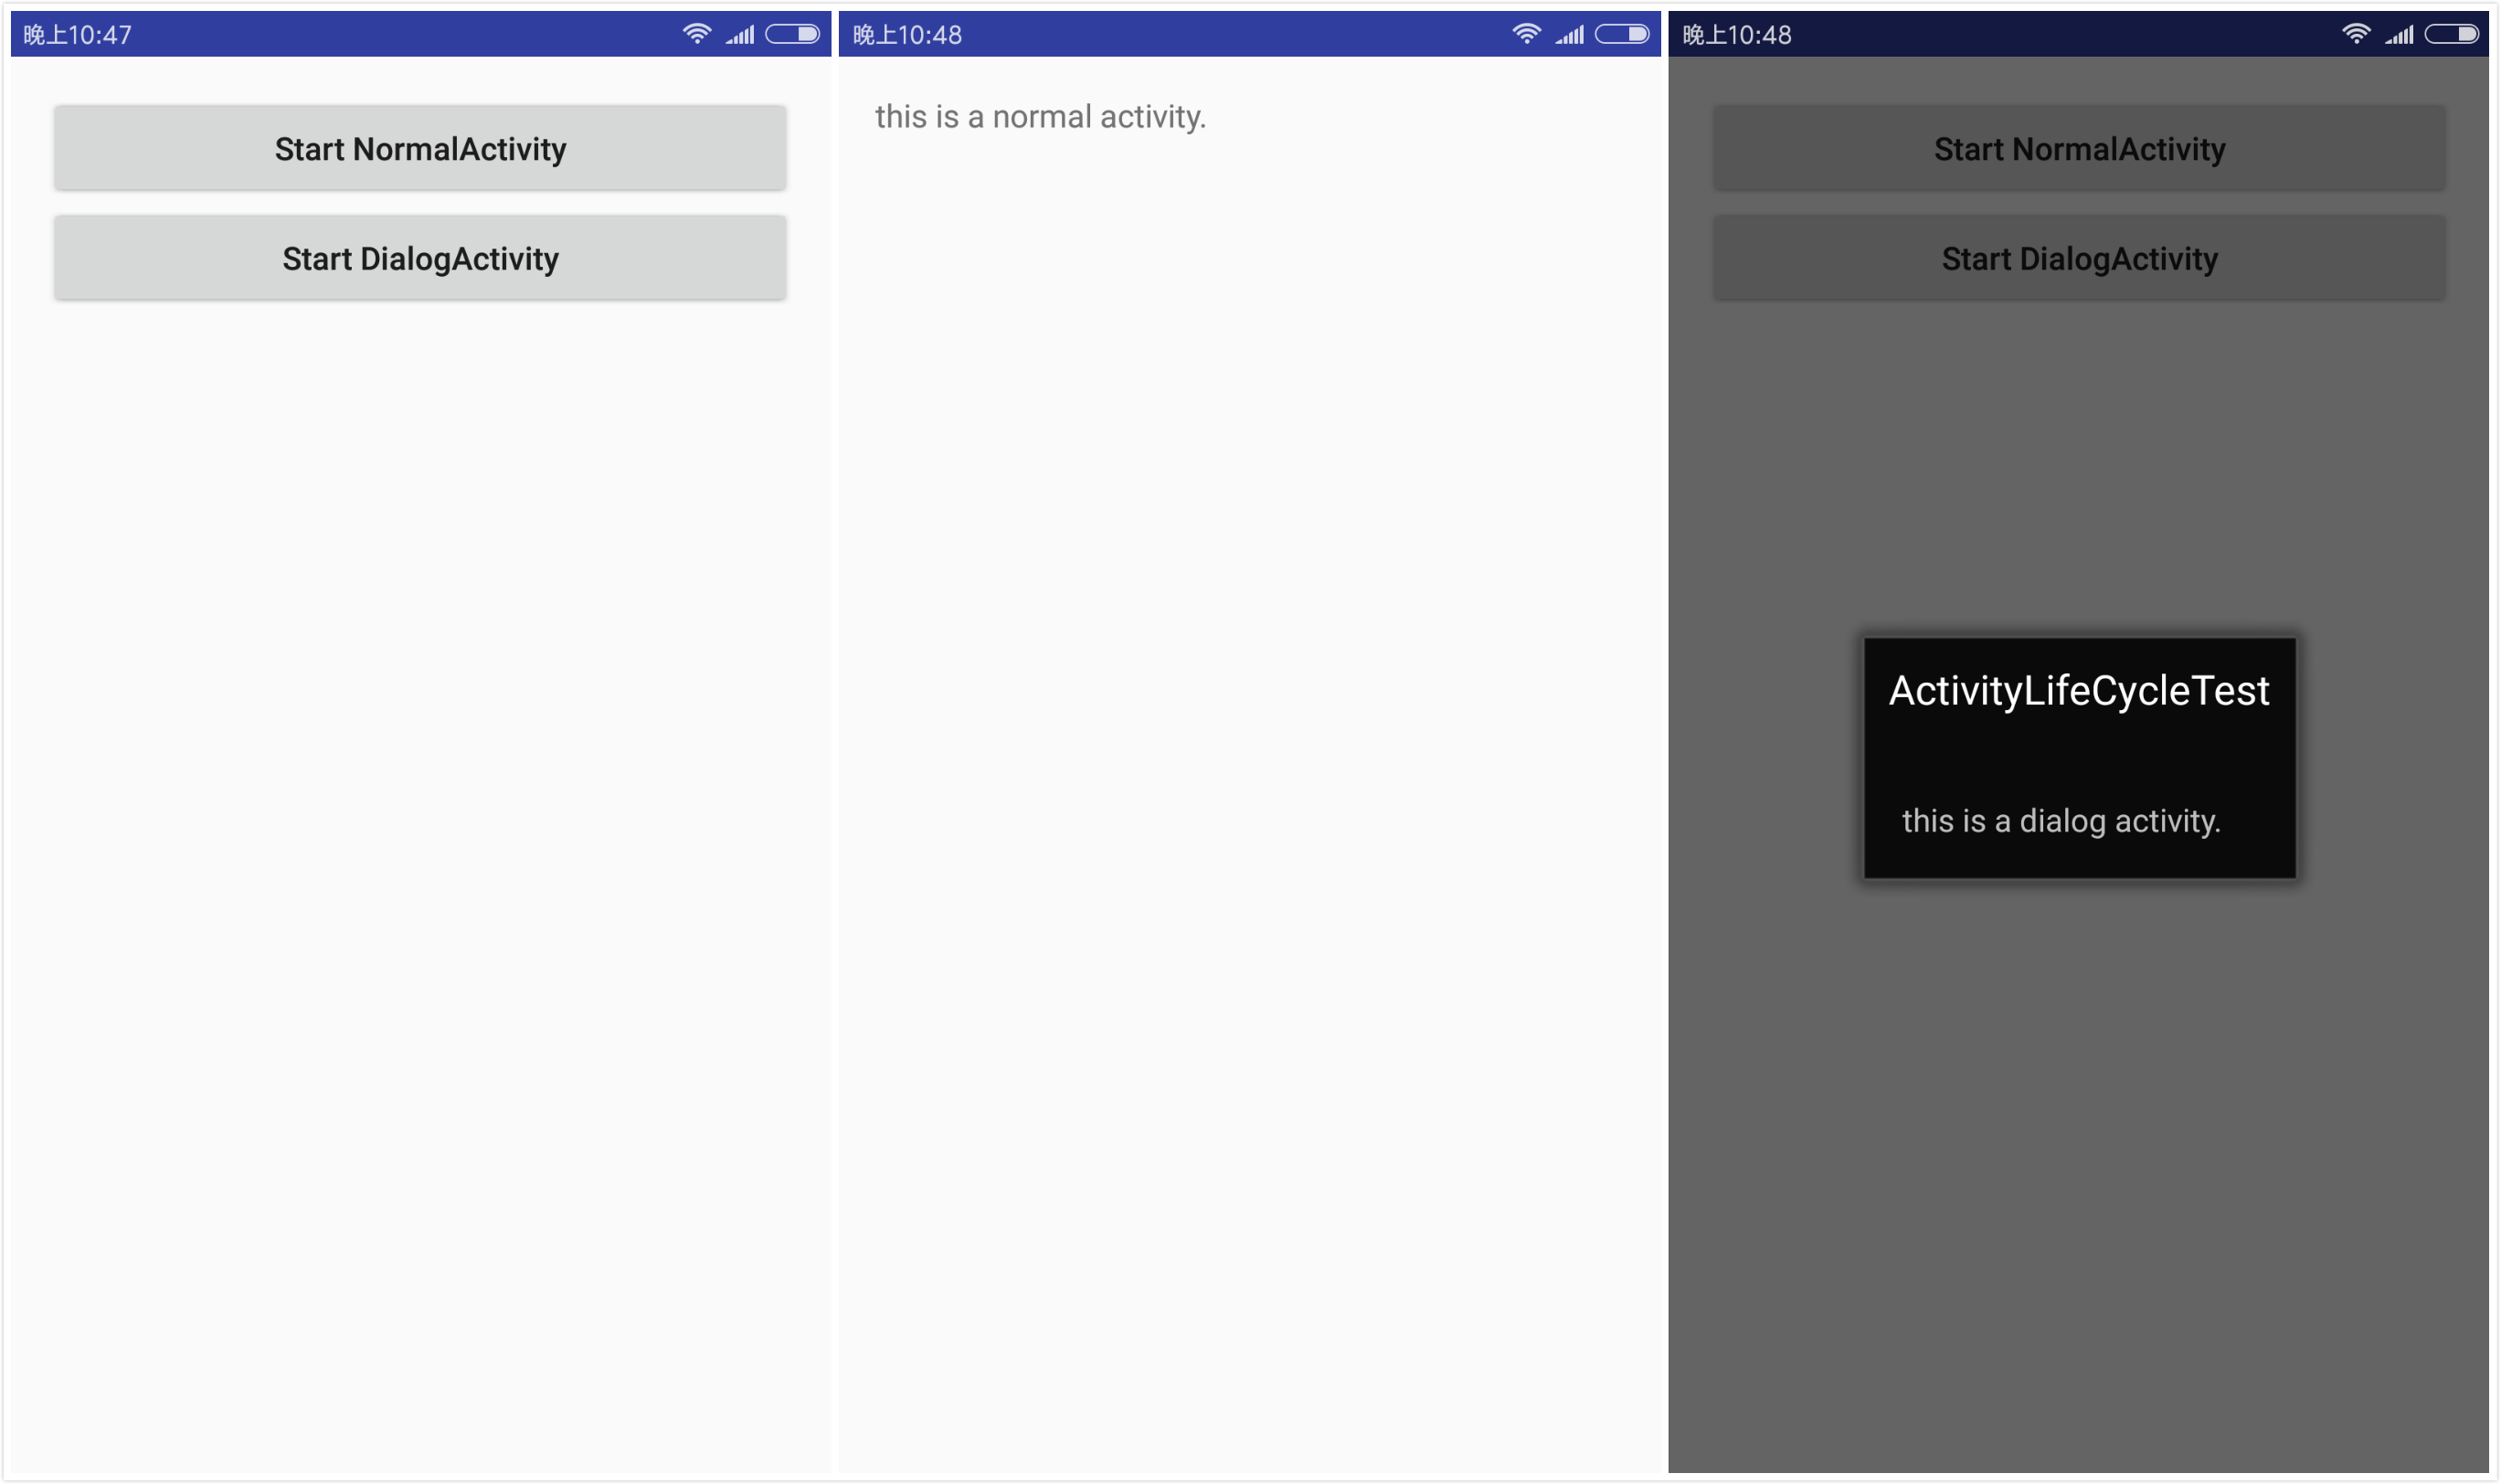 晚上10:47
Start NormalActivity
Start DialogActivity
晚上10:48
this is a normal activity.
晚上10:48
Start NormalActivity
Start DialogActivity
ActivityLifeCycleTest
this is a dialog activity.